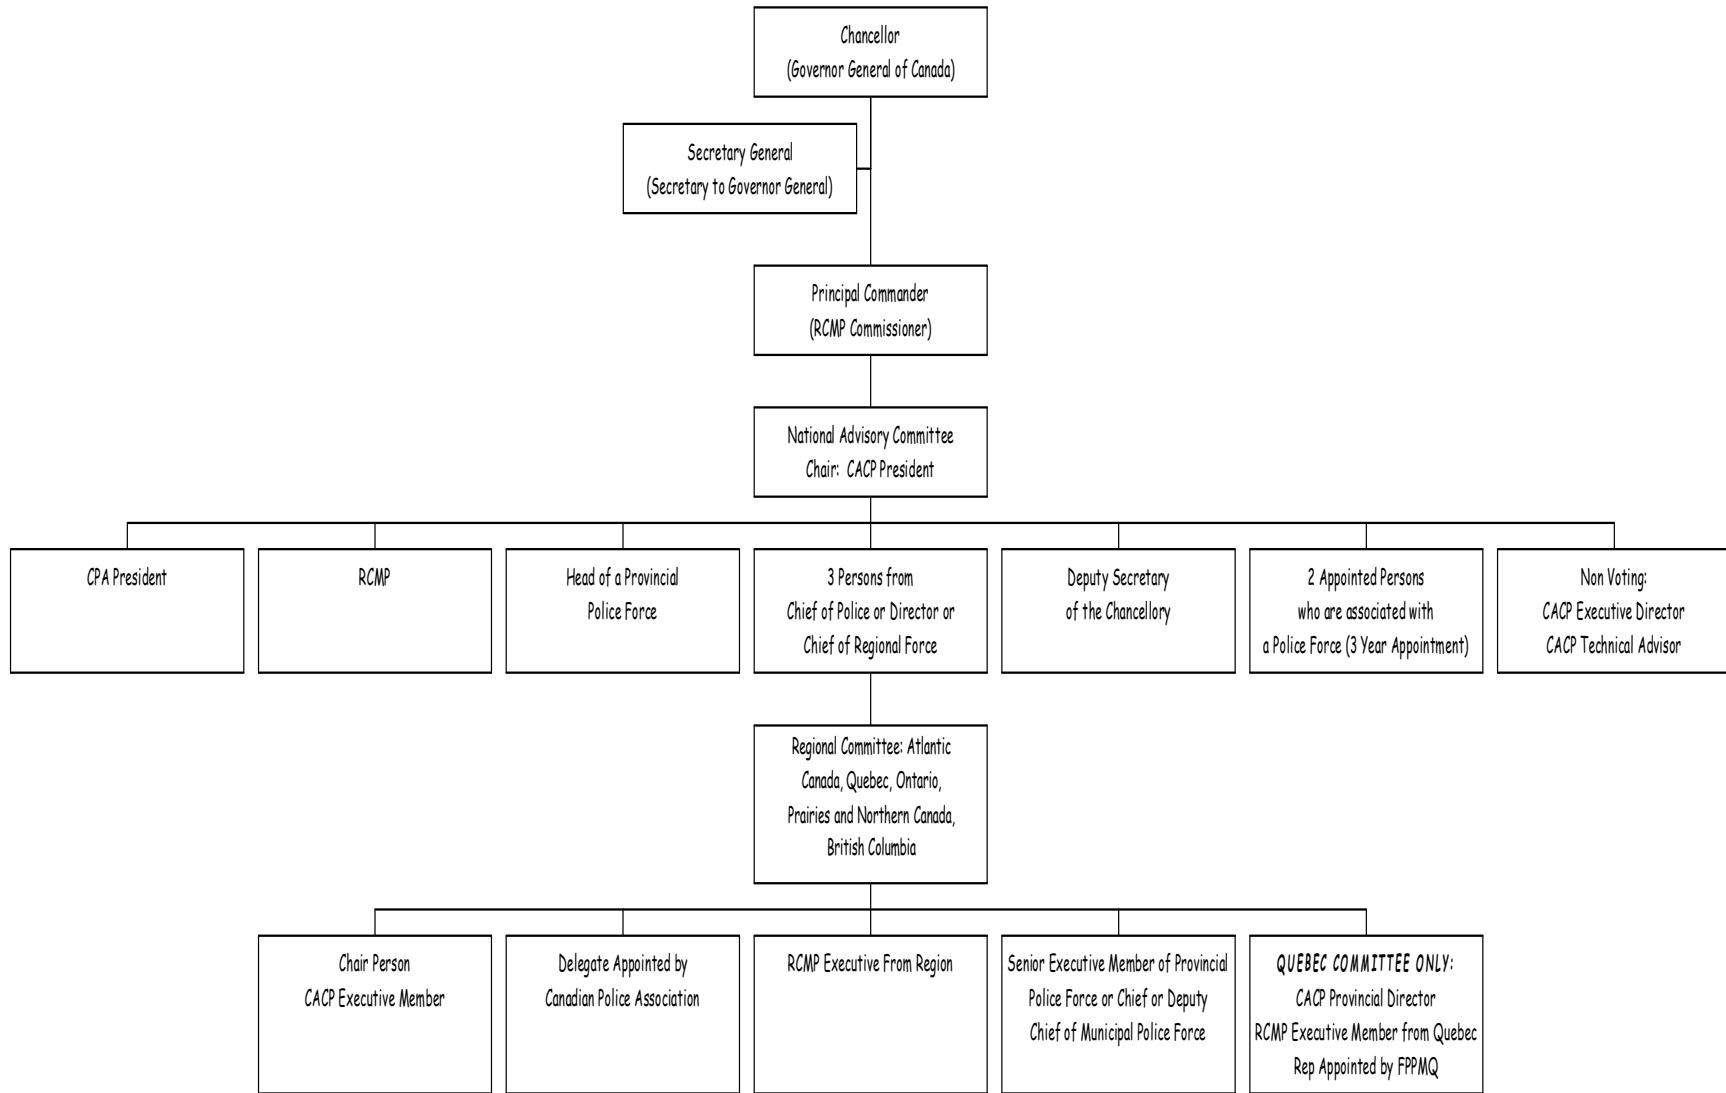 Chancellor
(Governor General of Canada)
Secretary General
(Secretary to Governor General)
Principal Commander
(RCMP Commissioner)
National Advisory Committee
Chair: CACP President
CPA President
RCMP
Head of a Provincial
Police Force
3 Persons from
Chief of Police or Director or
Chief of Regional Force
Deputy Secretary
of the Chancellory
2 Appointed Persons
who are associated with
a Police Force (3 Year Appointment)
Non Voting:
CACP Executive Director
CACP Technical Advisor
Regional Committee: Atlantic
Canada, Quebec, Ontario,
Prairies and Northern Canada,
British Columbia
Chair Person
CACP Executive Member
Delegate Appointed by
Canadian Police Association
RCMP Executive From Region
Senior Executive Member of Provincial
Police Force or Chief or Deputy
Chief of Municipal Police Force
QUEBEC COMMITTEE ONLY:
CACP Provincial Director
RCMP Executive Member from Quebec
Rep Appointed by FPPMQ